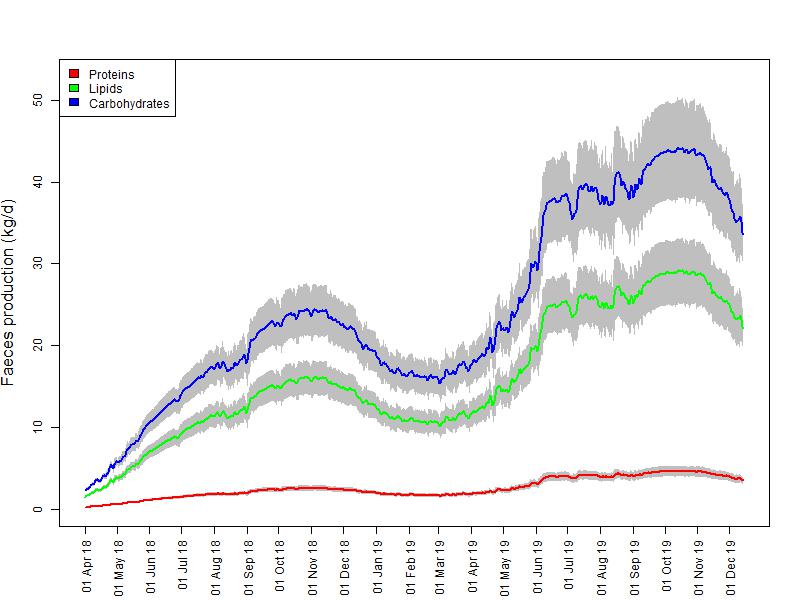 Proteins
Lipids
Carbohydrates
Faeces production (kg/d)
50
40
30
20
10
0
01 Apr 18
01 May 18
01 Jun 18
01 Jul 18
01 Aug 18
01 Sep 18
01 Oct 18
01 Nov 18
01 Dec 18
01 Jan 19
01 Feb 19
01 Mar 19
01 Apr 19
01 May 19
01 Jun 19
01 Jul 19
01 Aug 19
01 Sep 19
01 Oct 19
01 Nov 19
01 Dec 19